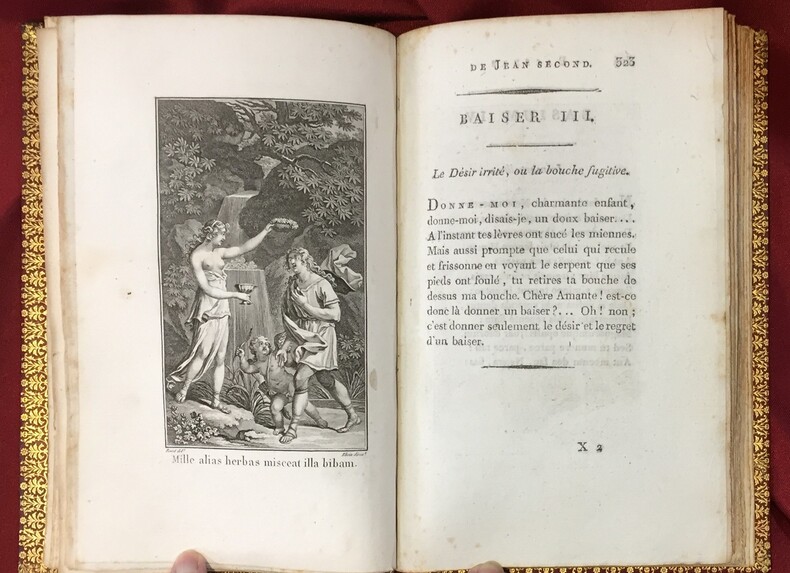 Mille alias herbas misceat illa bibam.
DE JEAN SECOND. 323
BAISER III.
Le Désir irrité, ou la bouche fugitive.
DONNE-MOI, charmante enfant,
donne-moi, disais-je, un doux baiser....
A l'instant tes lèvres ont sucé les miennes.
Mais aussi prompte que celui qui recule
et frissonne en voyant le serpent que ses
pieds ont foulé, tu retires ta bouche de
dessus ma bouche. Chère Amante! est-ce
donc là donner un baiser?... Oh! non;
c'est donner seulement le désir et le regret
d'un baiser.
X 2